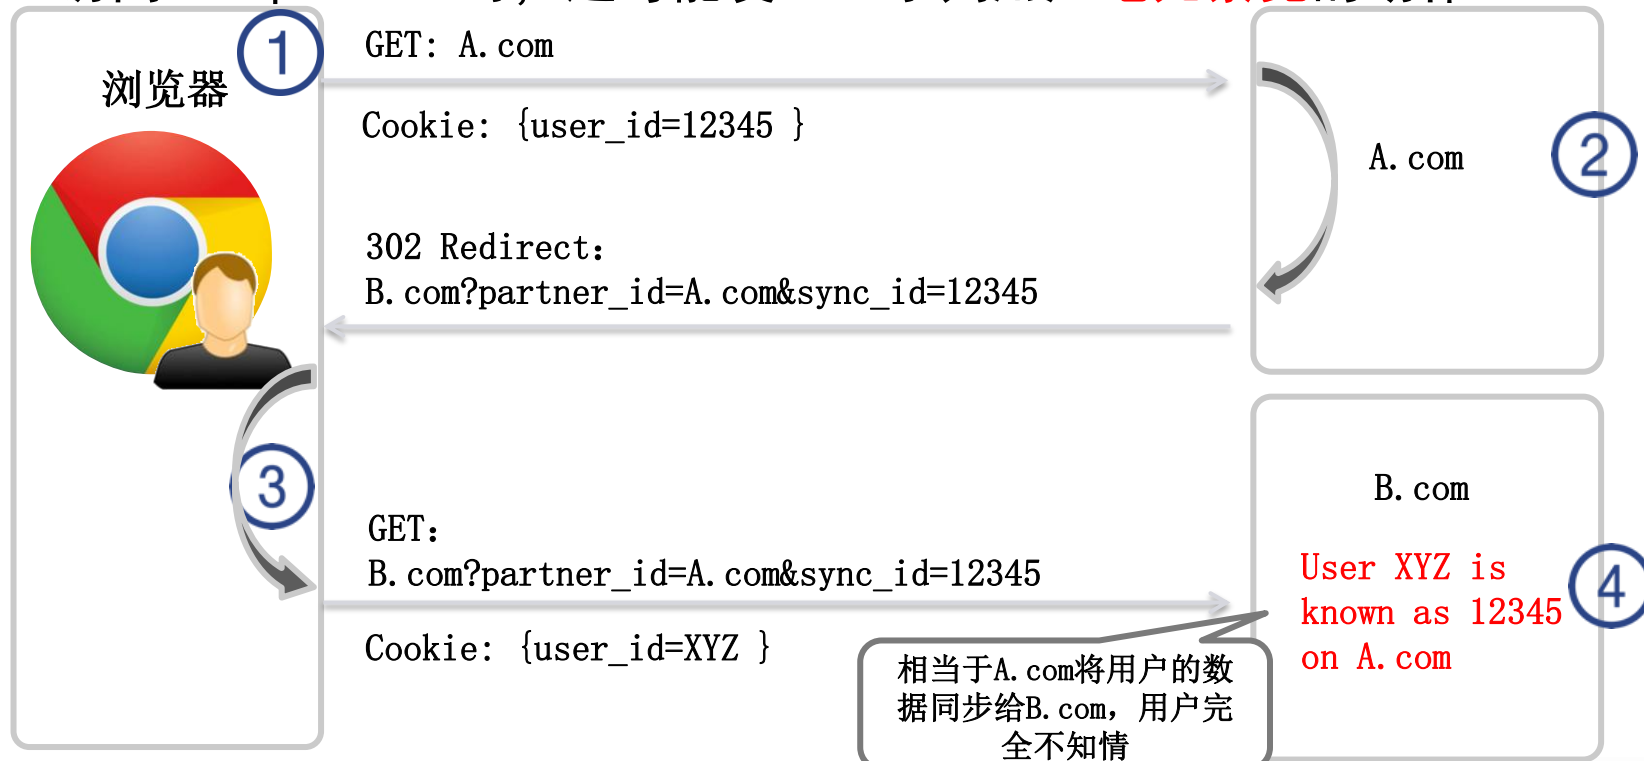 ①
GET: A.com
浏览器
Cookie: {user_id=12345 }
A.com
②
302 Redirect：
B.com?partner_id=A.com&sync_id=12345
③
GET：
B.com?partner_id=A.com&sync_id=12345
Cookie: {user_id=XYZ }
B.com
User XYZ is
known as 12345
on A.com
④
相当于A.com将用户的数
据同步给B.com，用户完
全不知情